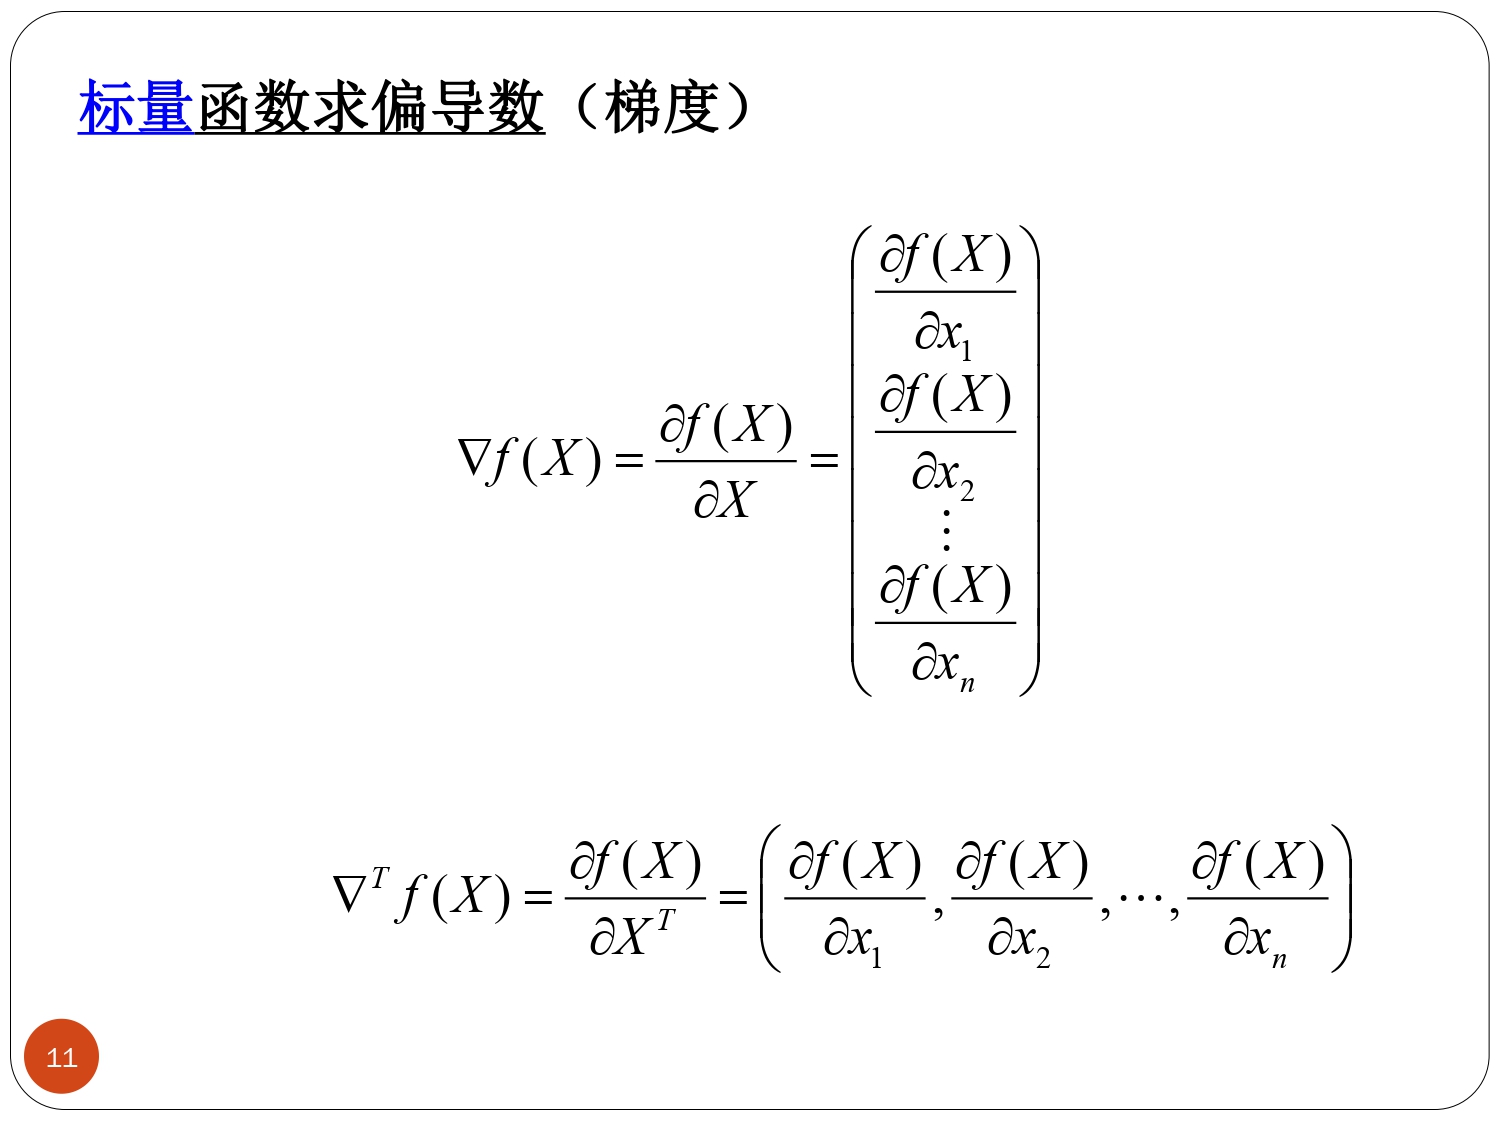 标量函数求偏导数（梯度）
$$\nabla f(X) = \frac{\partial f(X)}{\partial X} = \begin{pmatrix} \frac{\partial f(X)}{\partial x_1} \\ \frac{\partial f(X)}{\partial x_2} \\ \vdots \\ \frac{\partial f(X)}{\partial x_n} \end{pmatrix}$$
$$\nabla^T f(X) = \frac{\partial f(X)}{\partial X^T} = \left( \frac{\partial f(X)}{\partial x_1}, \frac{\partial f(X)}{\partial x_2}, \cdots, \frac{\partial f(X)}{\partial x_n} \right)$$
11